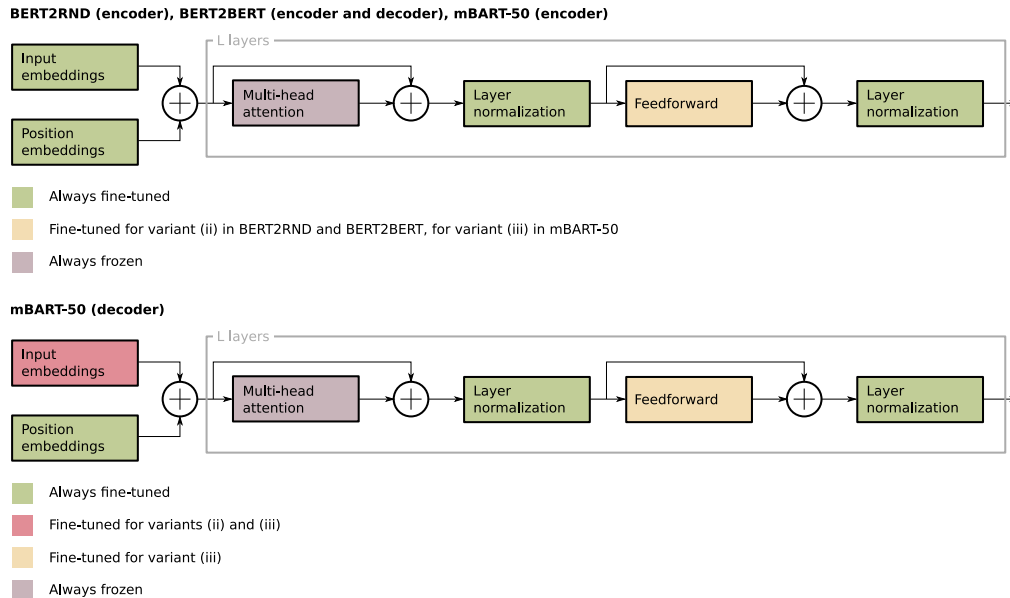 BERT2RND (encoder), BERT2BERT (encoder and decoder), mBART-50 (encoder)
L layers
Input
embeddings
Position
embeddings
Multi-head
attention
Layer
normalization
Feedforward
Layer
normalization
Always fine-tuned
Fine-tuned for variant (ii) in BERT2RND and BERT2BERT, for variant (iii) in mBART-50
Always frozen
mBART-50 (decoder)
L layers
Input
embeddings
Position
embeddings
Multi-head
attention
Layer
normalization
Feedforward
Layer
normalization
Always fine-tuned
Fine-tuned for variants (ii) and (iii)
Fine-tuned for variant (iii)
Always frozen